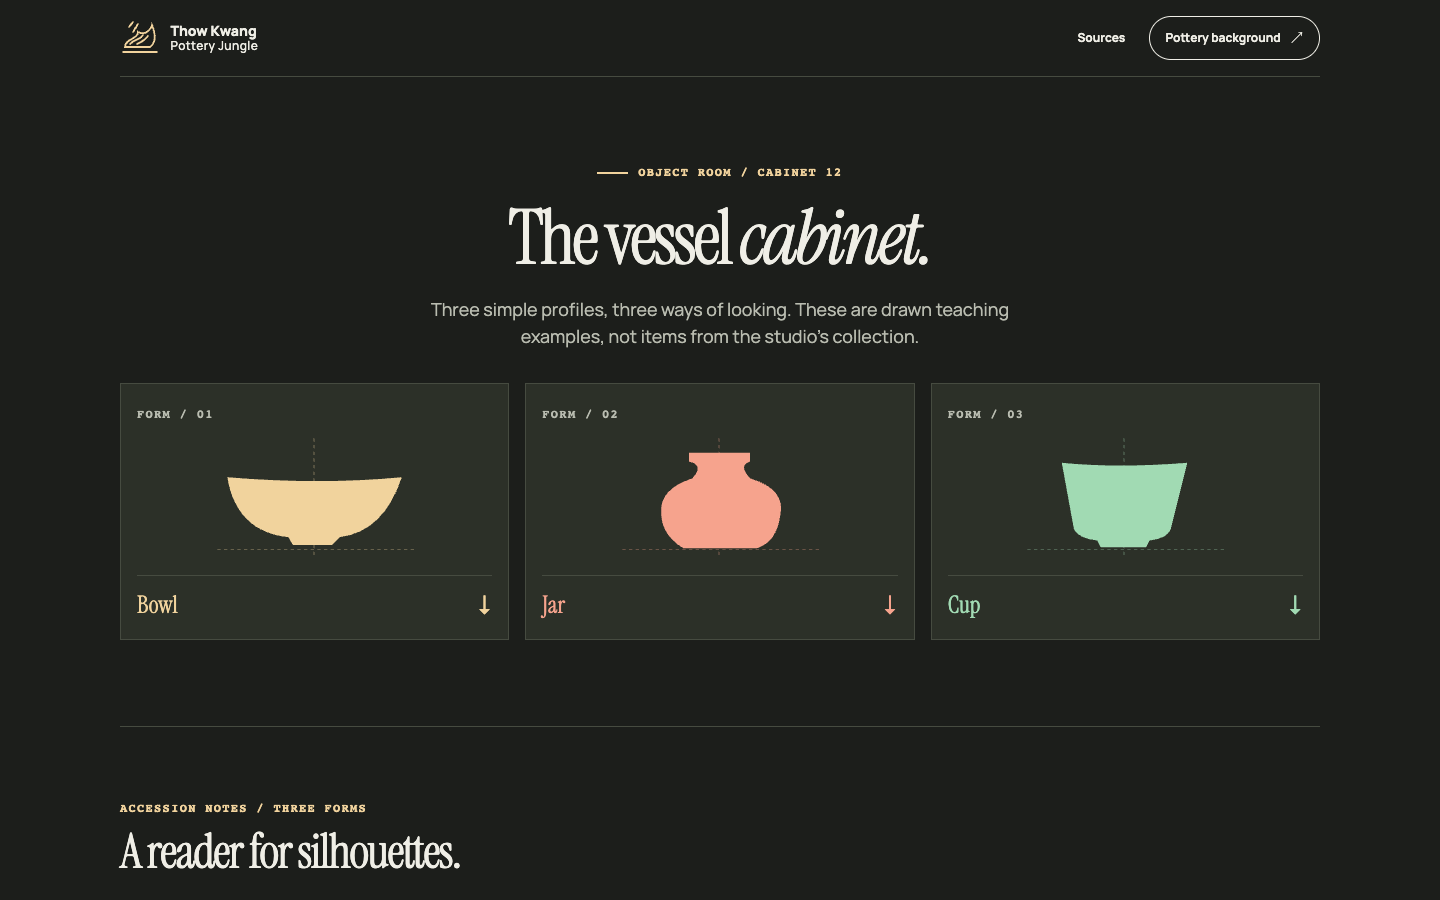 Thow Kwang
Pottery Jungle
Sources
Pottery background ↗
OBJECT ROOM / CABINET 12
The vessel cabinet.
Three simple profiles, three ways of looking. These are drawn teaching
examples, not items from the studio’s collection.
FORM / 01
Bowl ↓
FORM / 02
Jar ↓
FORM / 03
Cup ↓
ACCESSION NOTES / THREE FORMS
A reader for silhouettes.